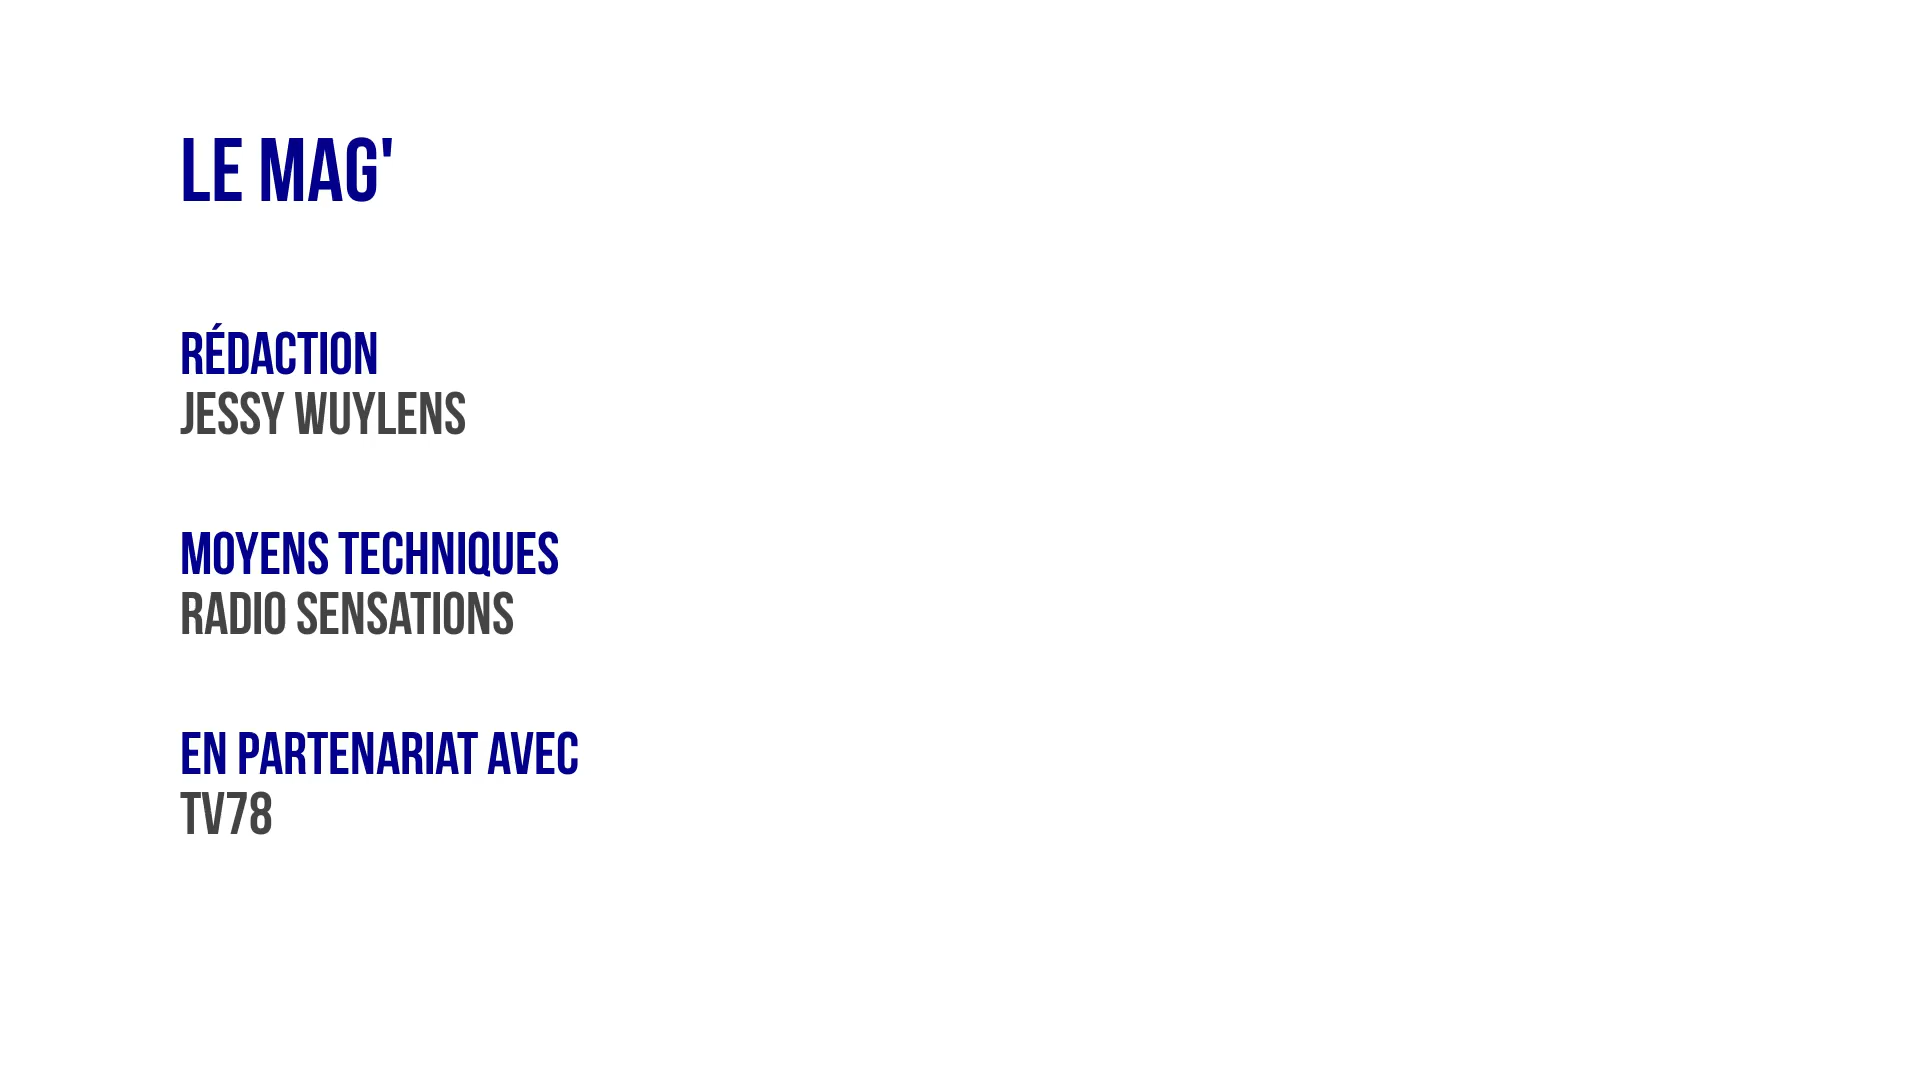 LE MAG'
RÉDACTION
JESSY WUYLENS
MOYENS TECHNIQUES
RADIO SENSATIONS
EN PARTENARIAT AVEC
TV78